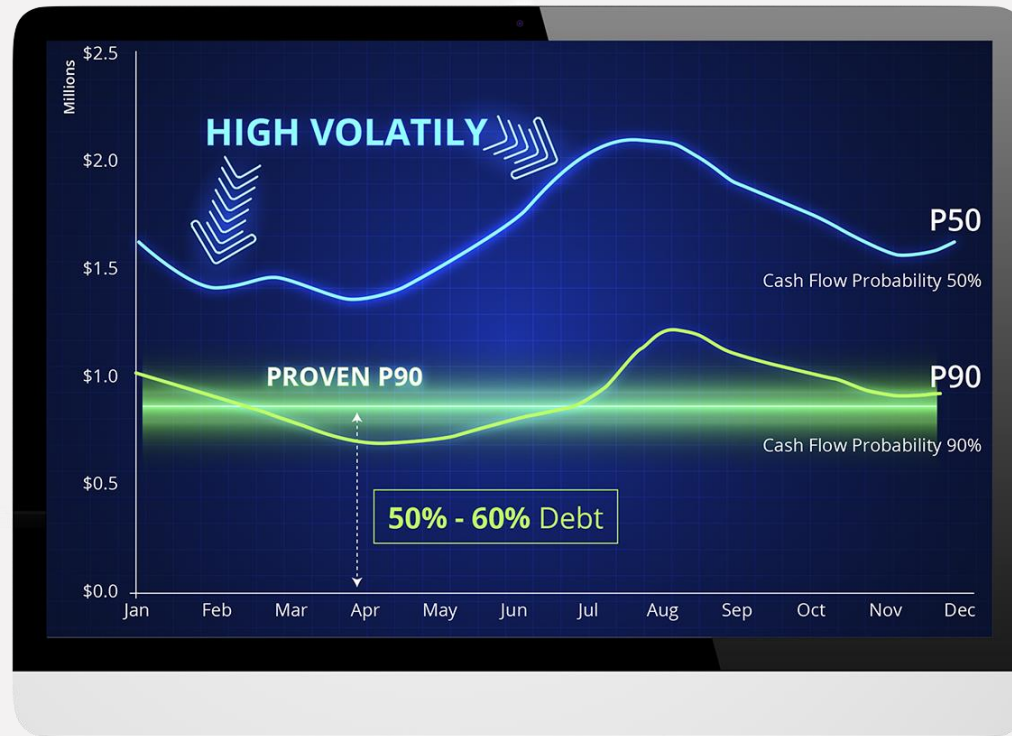 Millions
$2.5
$2.0
$1.5
$1.0
$0.5
$0.0
HIGH VOLATILY
P50
Cash Flow Probability 50%
PROVEN P90
P90
Cash Flow Probability 90%
50% - 60% Debt
Jan Feb Mar Apr May Jun Jul Aug Sep Oct Nov Dec